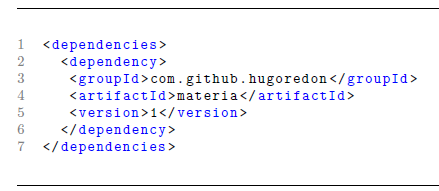 1 <dependencies>
2   <dependency>
3    <groupId>com.github.hugoredon</groupId>
4    <artifactId>materia</artifactId>
5    <version>1</version>
6   </dependency>
7 </dependencies>